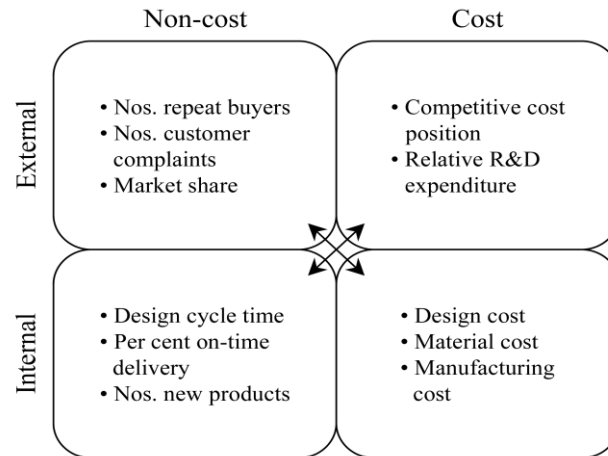 Non-cost
Cost
External
• Nos. repeat buyers
• Nos. customer
complaints
• Market share
• Competitive cost
position
• Relative R&D
expenditure
Internal
• Design cycle time
• Per cent on-time
delivery
• Nos. new products
• Design cost
• Material cost
• Manufacturing
cost